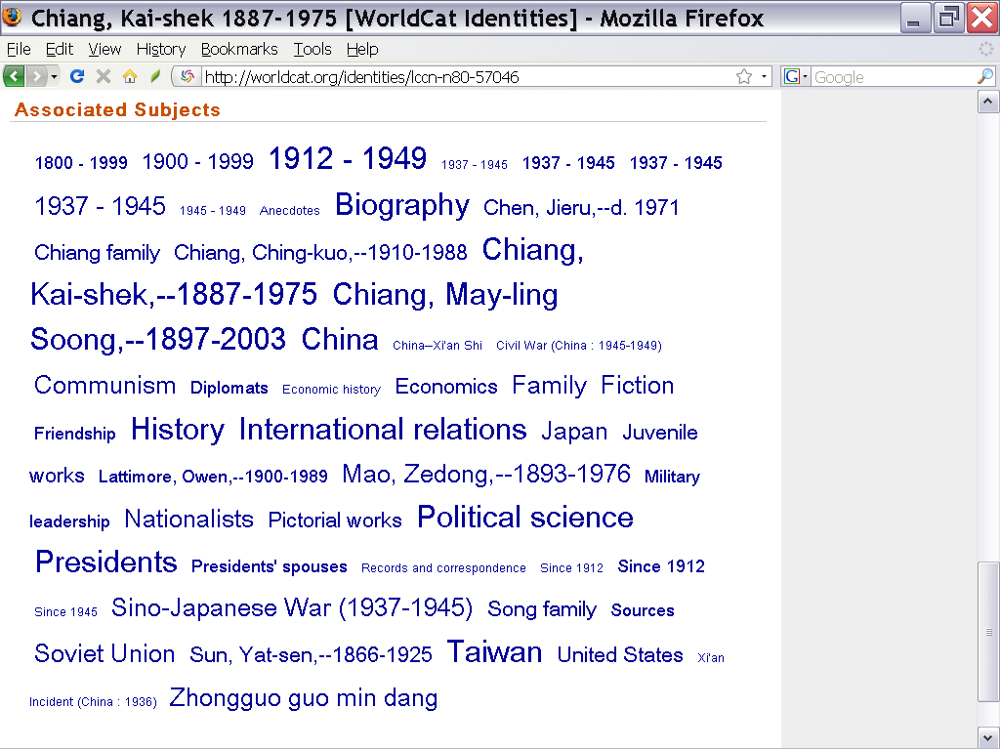 Chiang, Kai-shek 1887-1975 [WorldCat Identities] - Mozilla Firefox
File Edit View History Bookmarks Tools Help
http://worldcat.org/identities/lccn-n80-57046 G Google
Associated Subjects
1800 - 1999 1900 - 1999 1912 - 1949 1937 - 1945 1937 - 1945 1937 - 1945
1937 - 1945 1945 - 1949 Anecdotes Biography Chen, Jieru,--d. 1971
Chiang family Chiang, Ching-kuo,--1910-1988 Chiang,
Kai-shek,--1887-1975 Chiang, May-ling
Soong,--1897-2003 China China--Xi'an Shi Civil War (China : 1945-1949)
Communism Diplomats Economic history Economics Family Fiction
Friendship History International relations Japan Juvenile
works Lattimore, Owen,--1900-1989 Mao, Zedong,--1893-1976 Military
leadership Nationalists Pictorial works Political science
Presidents Presidents' spouses Records and correspondence Since 1912 Since 1912
Since 1945 Sino-Japanese War (1937-1945) Song family Sources
Soviet Union Sun, Yat-sen,--1866-1925 Taiwan United States Xi'an
Incident (China : 1936) Zhongguo guo min dang